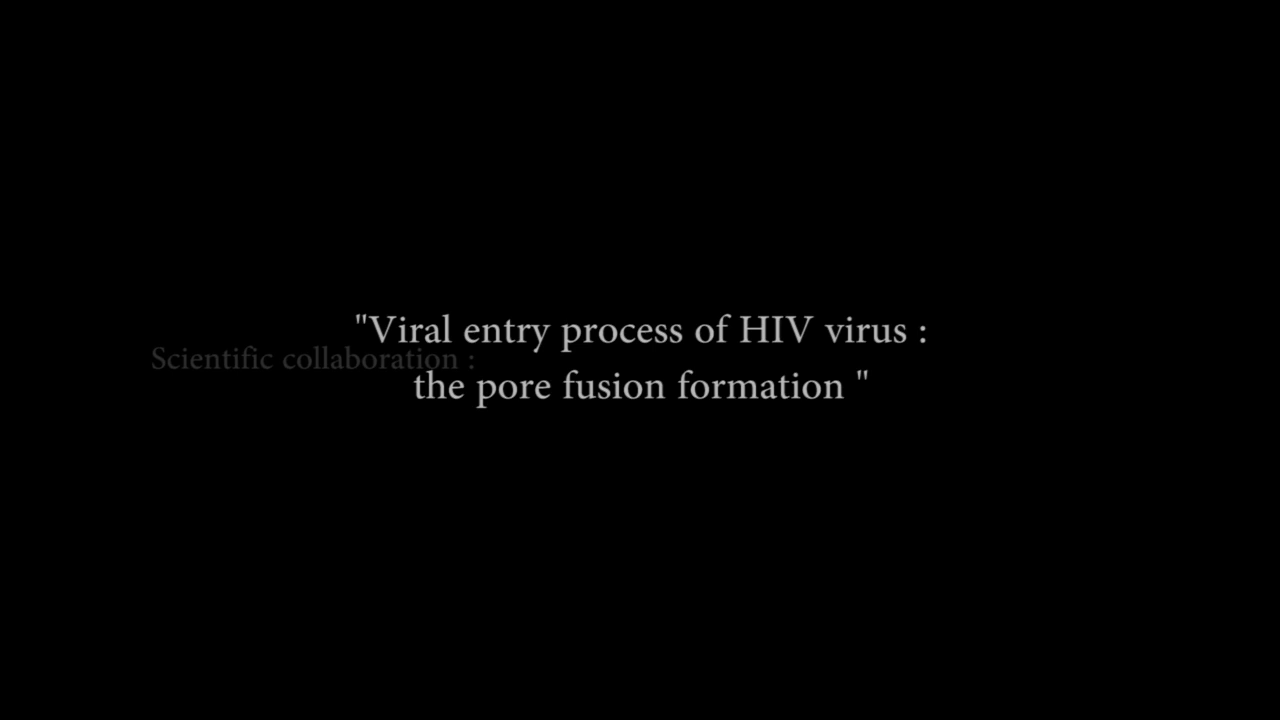 "Viral entry process of HIV virus :
Scientific collaboration :
the pore fusion formation "